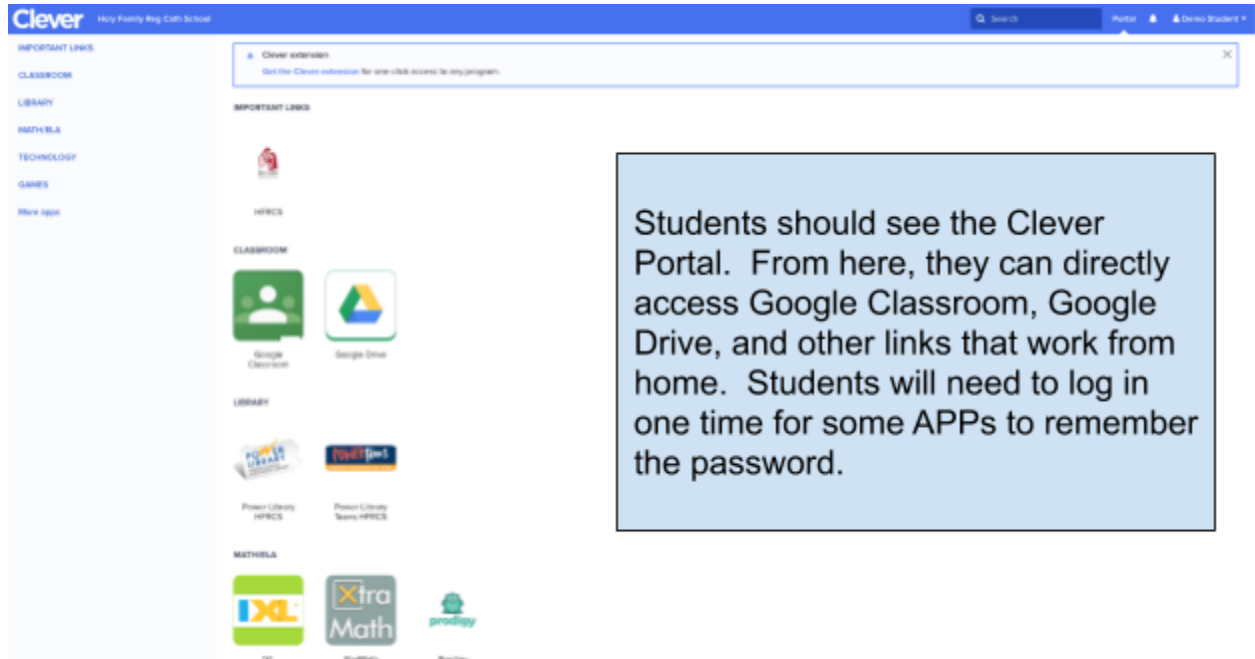 Clever
Holy Family Reg Cath School
Search
Portal
Demo Student
IMPORTANT LINKS
CLASSROOM
LIBRARY
MATH/ELA
TECHNOLOGY
GAMES
More Apps
Clever extension
Get the Clever extension for one-click access to any program.
IMPORTANT LINKS
HFRCS
CLASSROOM
Google
Classroom
Google Drive
LIBRARY
POWER
LIBRARY
POWER Teens
Power Library
HFRCS
Power Library
Teens HFRCS
MATH/ELA
IXL
Xtra
Math
prodigy
Students should see the Clever
Portal.  From here, they can directly
access Google Classroom, Google
Drive, and other links that work from
home.  Students will need to log in
one time for some APPs to remember
the password.